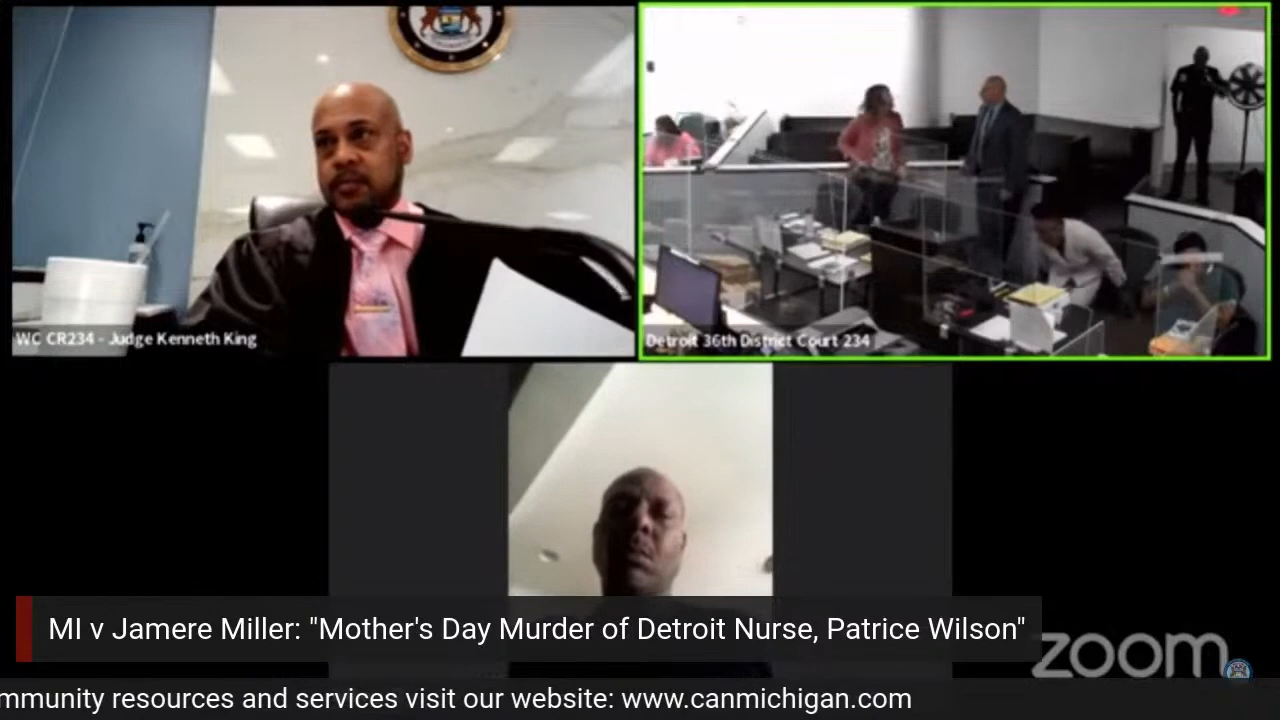 WC CR234 - Judge Kenneth King
Detroit 36th District Court 234
MI v Jamere Miller: "Mother's Day Murder of Detroit Nurse, Patrice Wilson"
zoom
mmunity resources and services visit our website: www.canmichigan.com